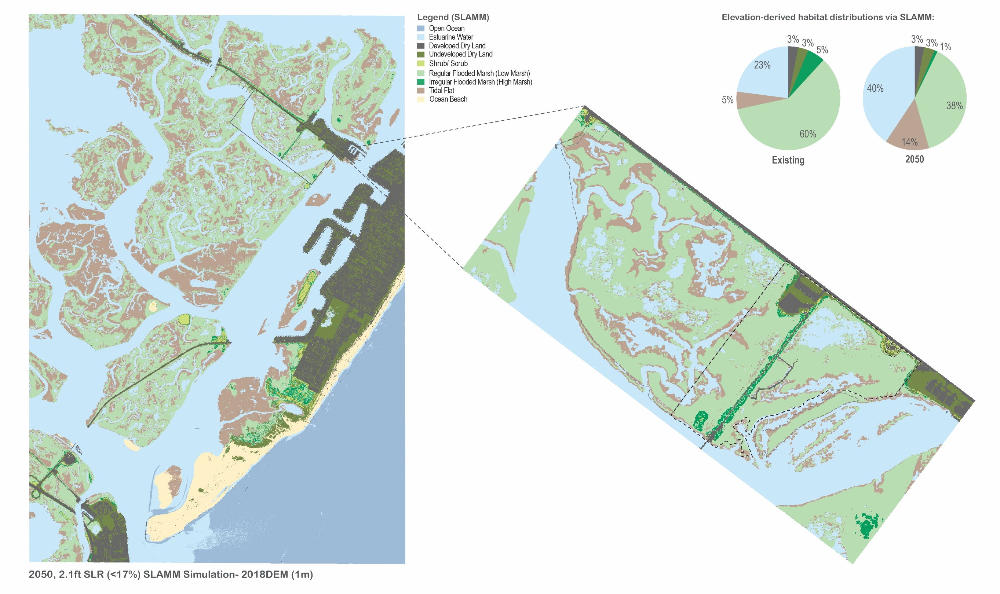 Legend (SLAMM)
Open Ocean
Estuarine Water
Developed Dry Land
Undeveloped Dry Land
Shrub/ Scrub
Regular Flooded Marsh (Low Marsh)
Irregular Flooded Marsh (High Marsh)
Tidal Flat
Ocean Beach
Elevation-derived habitat distributions via SLAMM:
3%
3%
5%
23%
5%
60%
Existing
3%
3%
1%
40%
38%
14%
2050
2050, 2.1ft SLR (<17%) SLAMM Simulation- 2018DEM (1m)